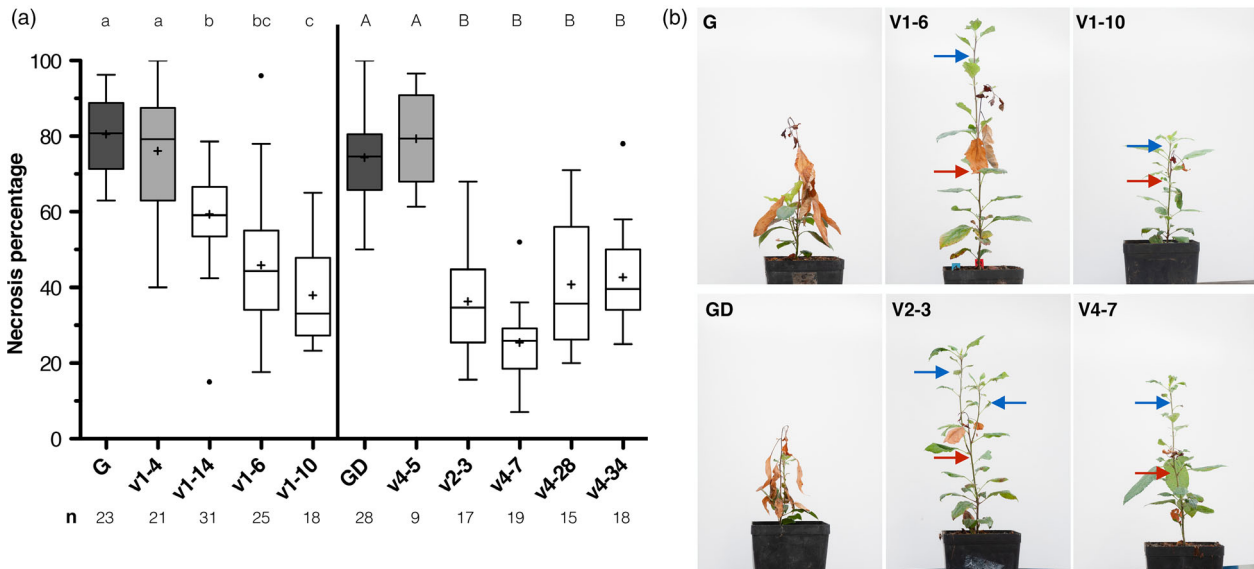 (a)
a a b bc c A A B B B B
Necrosis percentage
100
80
60
40
20
0
G v1-4 v1-14 v1-6 v1-10 GD v4-5 v2-3 v4-7 v4-28 v4-34
n 23 21 31 25 18 28 9 17 19 15 18
(b)
G V1-6 V1-10
GD V2-3 V4-7